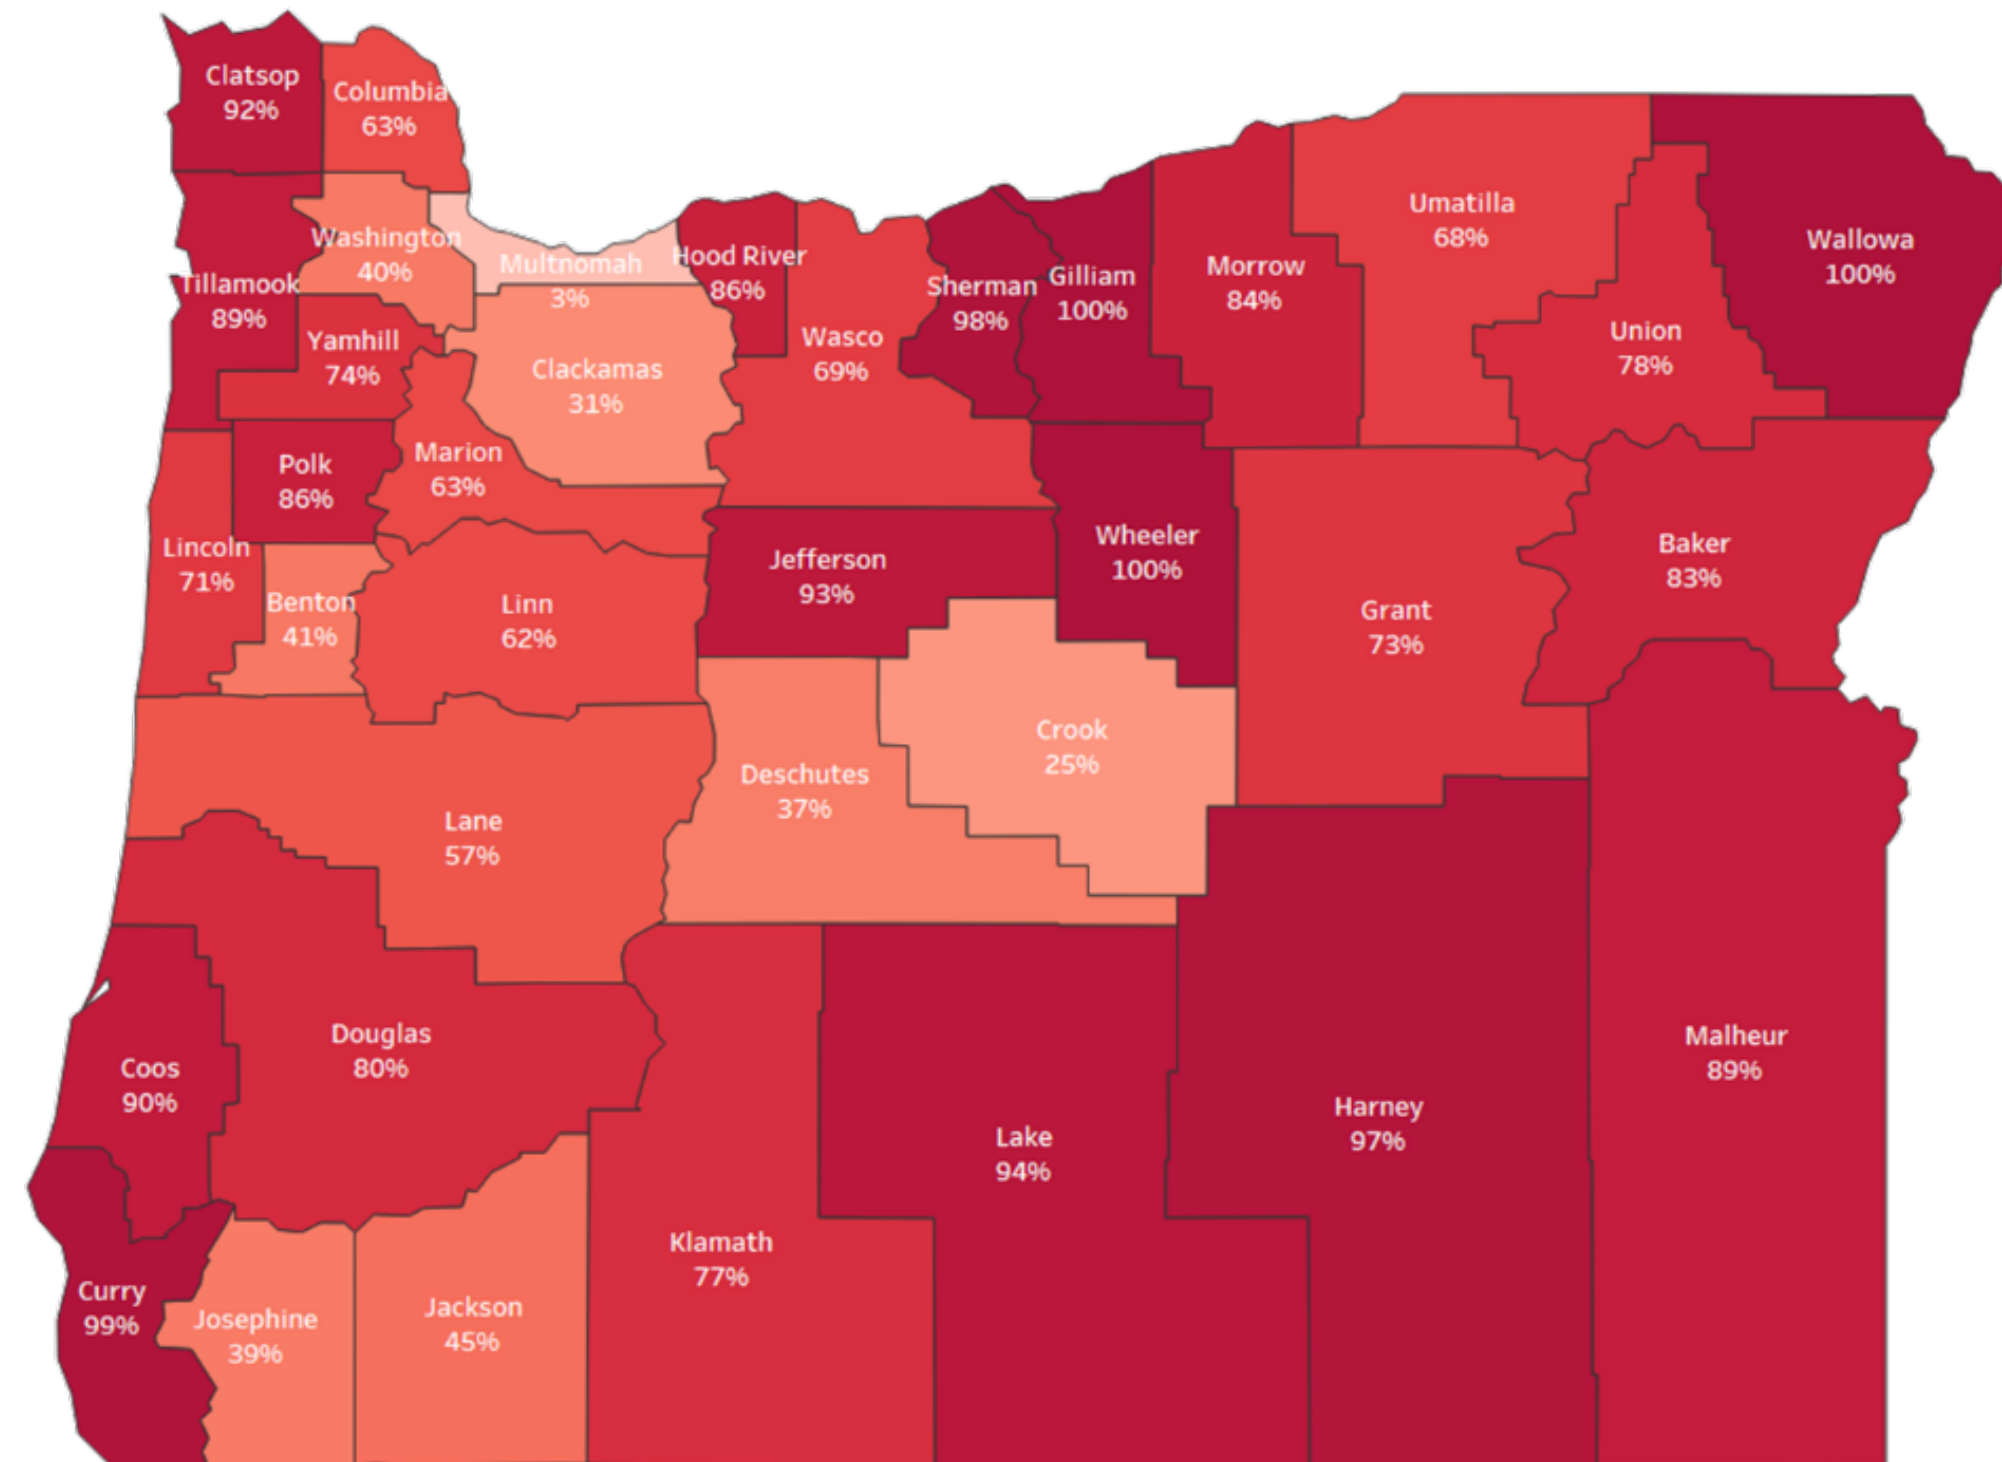 Clatsop
92%
Columbia
63%
Washington
40%
Multnomah
3%
Hood River
86%
Tillamook
89%
Yamhill
74%
Clackamas
31%
Wasco
69%
Sherman
98%
Gilliam
100%
Morrow
84%
Umatilla
68%
Union
78%
Wallowa
100%
Polk
86%
Marion
63%
Lincoln
71%
Benton
41%
Linn
62%
Jefferson
93%
Wheeler
100%
Grant
73%
Baker
83%
Crook
25%
Deschutes
37%
Lane
57%
Douglas
80%
Coos
90%
Malheur
89%
Harney
97%
Lake
94%
Klamath
77%
Curry
99%
Josephine
39%
Jackson
45%